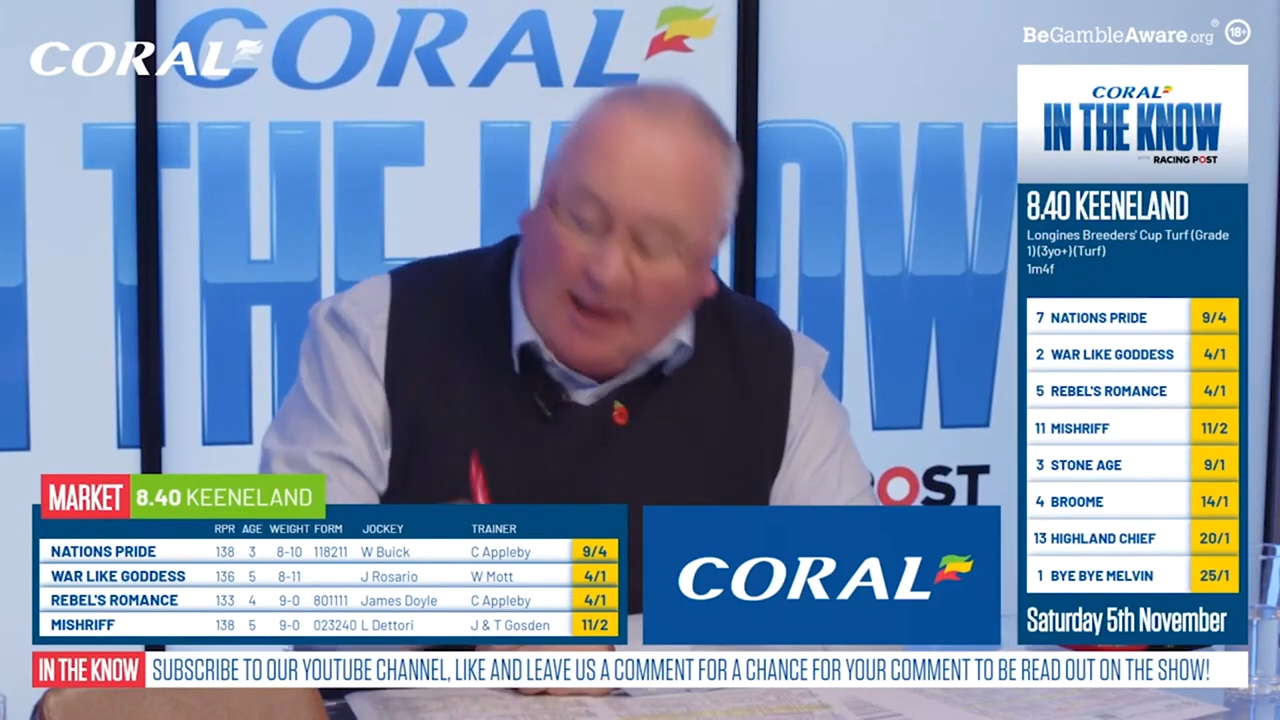 CORAL
CORAL
THE KNOW
BeGambleAware.org® 18+
CORAL
IN THE KNOW
WITH RACING POST
8.40 KEENELAND
Longines Breeders' Cup Turf (Grade
1)(3yo+)(Turf)
1m4f
7 NATIONS PRIDE 9/4
2 WAR LIKE GODDESS 4/1
5 REBEL'S ROMANCE 4/1
11 MISHRIFF 11/2
3 STONE AGE 9/1
4 BROOME 14/1
13 HIGHLAND CHIEF 20/1
1 BYE BYE MELVIN 25/1
Saturday 5th November
OST
MARKET 8.40 KEENELAND
RPR AGE WEIGHT FORM JOCKEY TRAINER
NATIONS PRIDE 138 3 8-10 118211 W Buick C Appleby 9/4
WAR LIKE GODDESS 136 5 8-11 J Rosario W Mott 4/1
REBEL'S ROMANCE 133 4 9-0 801111 James Doyle C Appleby 4/1
MISHRIFF 138 5 9-0 023240 L Dettori J & T Gosden 11/2
CORAL
IN THE KNOW SUBSCRIBE TO OUR YOUTUBE CHANNEL, LIKE AND LEAVE US A COMMENT FOR A CHANCE FOR YOUR COMMENT TO BE READ OUT ON THE SHOW!